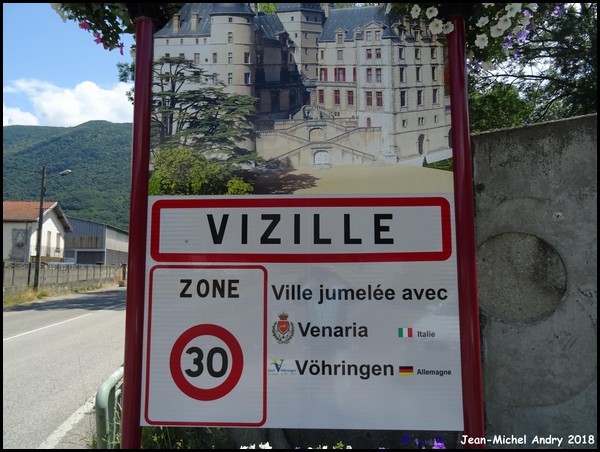 VIZILLE
ZONE
30
Ville jumelée avec
Venaria Italie
Vöhringen Allemagne
Jean-Michel Andry 2018